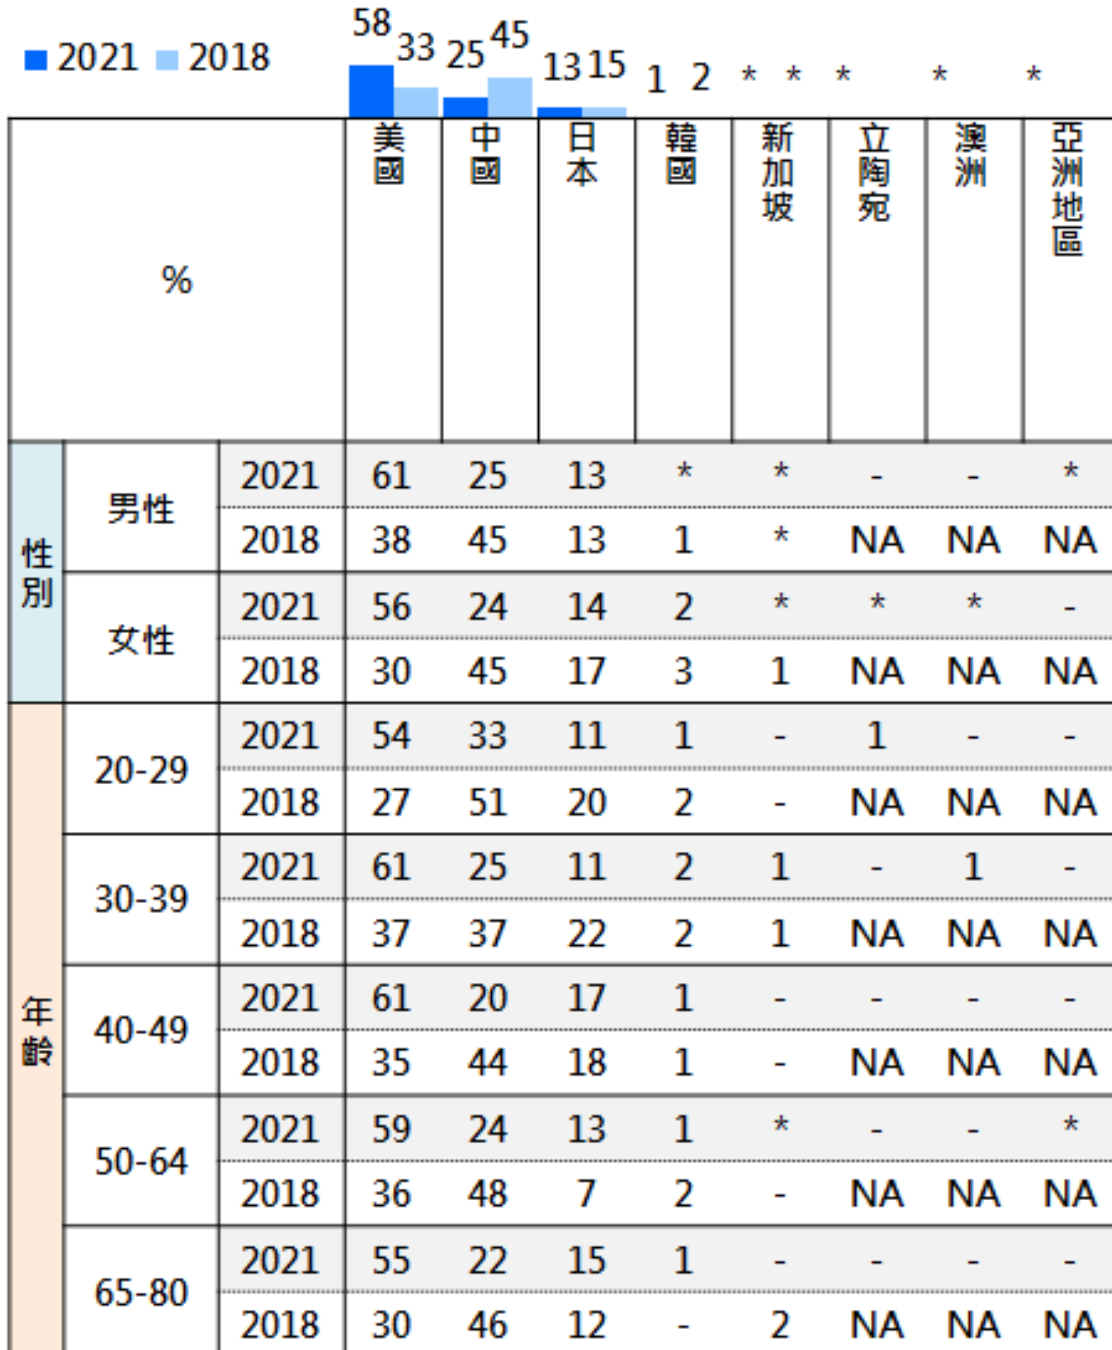 2021 2018
58 33 25 45 13 15 1 2 * * * * *
% 美國 中國 日本 韓國 新加坡 立陶宛 澳洲 亞洲地區
性別 男性 2021 61 25 13 * * - - *
2018 38 45 13 1 * NA NA NA
女性 2021 56 24 14 2 * * * -
2018 30 45 17 3 1 NA NA NA
年齡 20-29 2021 54 33 11 1 - 1 - -
2018 27 51 20 2 - NA NA NA
30-39 2021 61 25 11 2 1 - 1 -
2018 37 37 22 2 1 NA NA NA
40-49 2021 61 20 17 1 - - - -
2018 35 44 18 1 - NA NA NA
50-64 2021 59 24 13 1 * - - *
2018 36 48 7 2 - NA NA NA
65-80 2021 55 22 15 1 - - - -
2018 30 46 12 - 2 NA NA NA